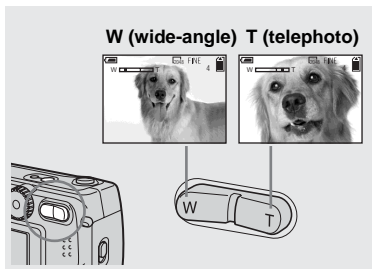 W (wide-angle) T (telephoto)
FINE
W T 4
FINE
W T
W T